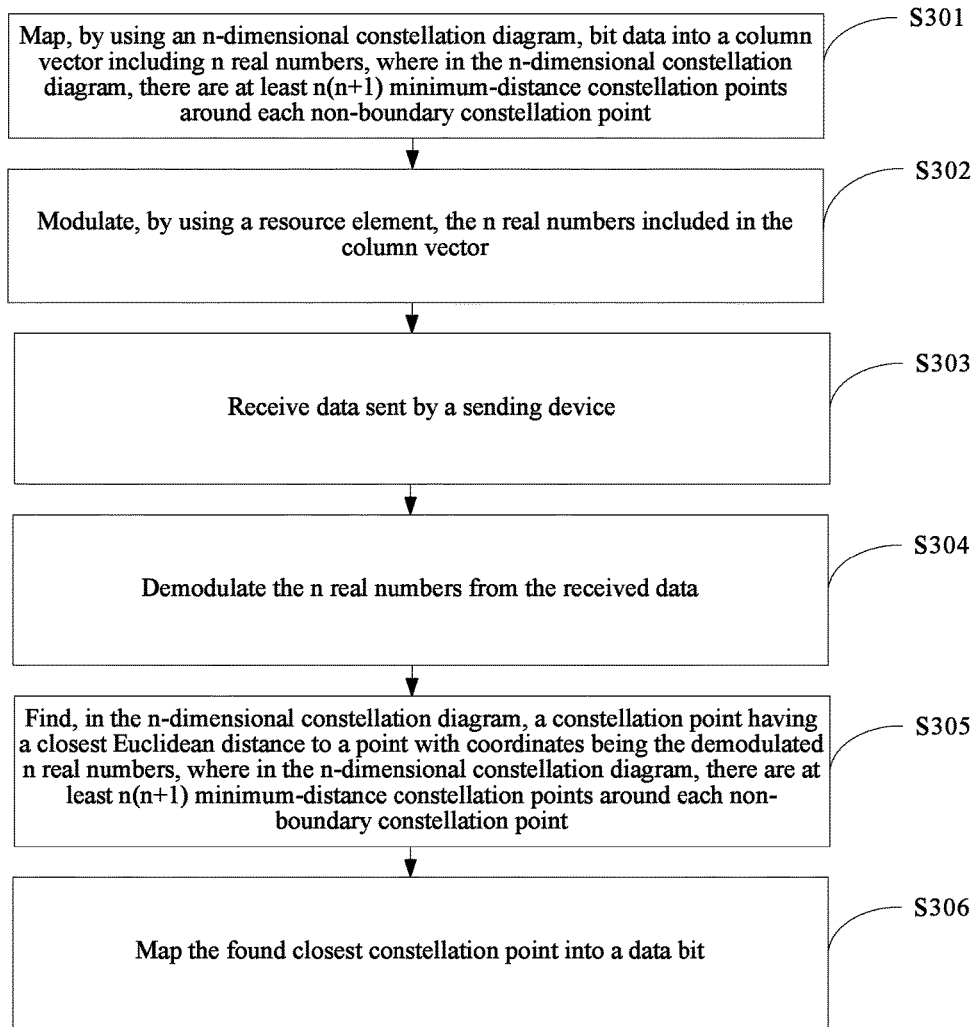 S301
Map, by using an n-dimensional constellation diagram, bit data into a column
vector including n real numbers, where in the n-dimensional constellation
diagram, there are at least n(n+1) minimum-distance constellation points
around each non-boundary constellation point
S302
Modulate, by using a resource element, the n real numbers included in the
column vector
S303
Receive data sent by a sending device
S304
Demodulate the n real numbers from the received data
S305
Find, in the n-dimensional constellation diagram, a constellation point having
a closest Euclidean distance to a point with coordinates being the demodulated
n real numbers, where in the n-dimensional constellation diagram, there are at
least n(n+1) minimum-distance constellation points around each non-
boundary constellation point
S306
Map the found closest constellation point into a data bit